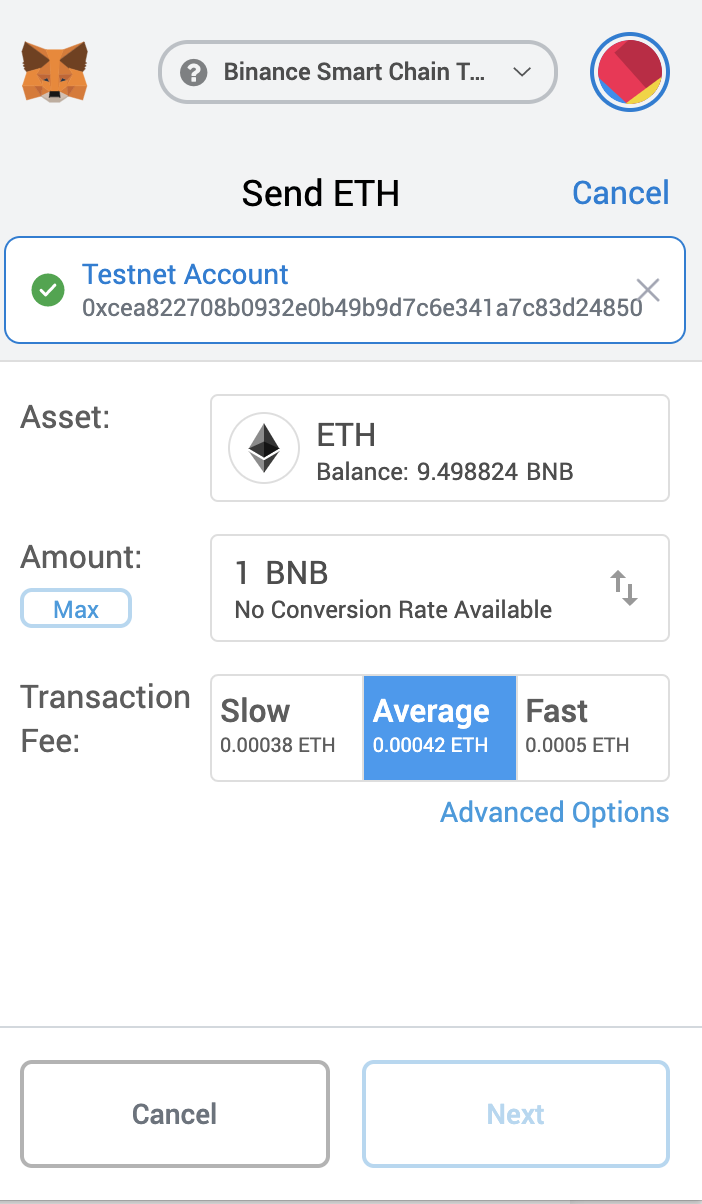 Binance Smart Chain T...
Send ETH
Cancel
Testnet Account
0xcea822708b0932e0b49b9d7c6e341a7c83d24850
Asset:
ETH
Balance: 9.498824 BNB
Amount:
Max
1 BNB
No Conversion Rate Available
Transaction
Fee:
Slow
0.00038 ETH
Average
0.00042 ETH
Fast
0.0005 ETH
Advanced Options
Cancel
Next